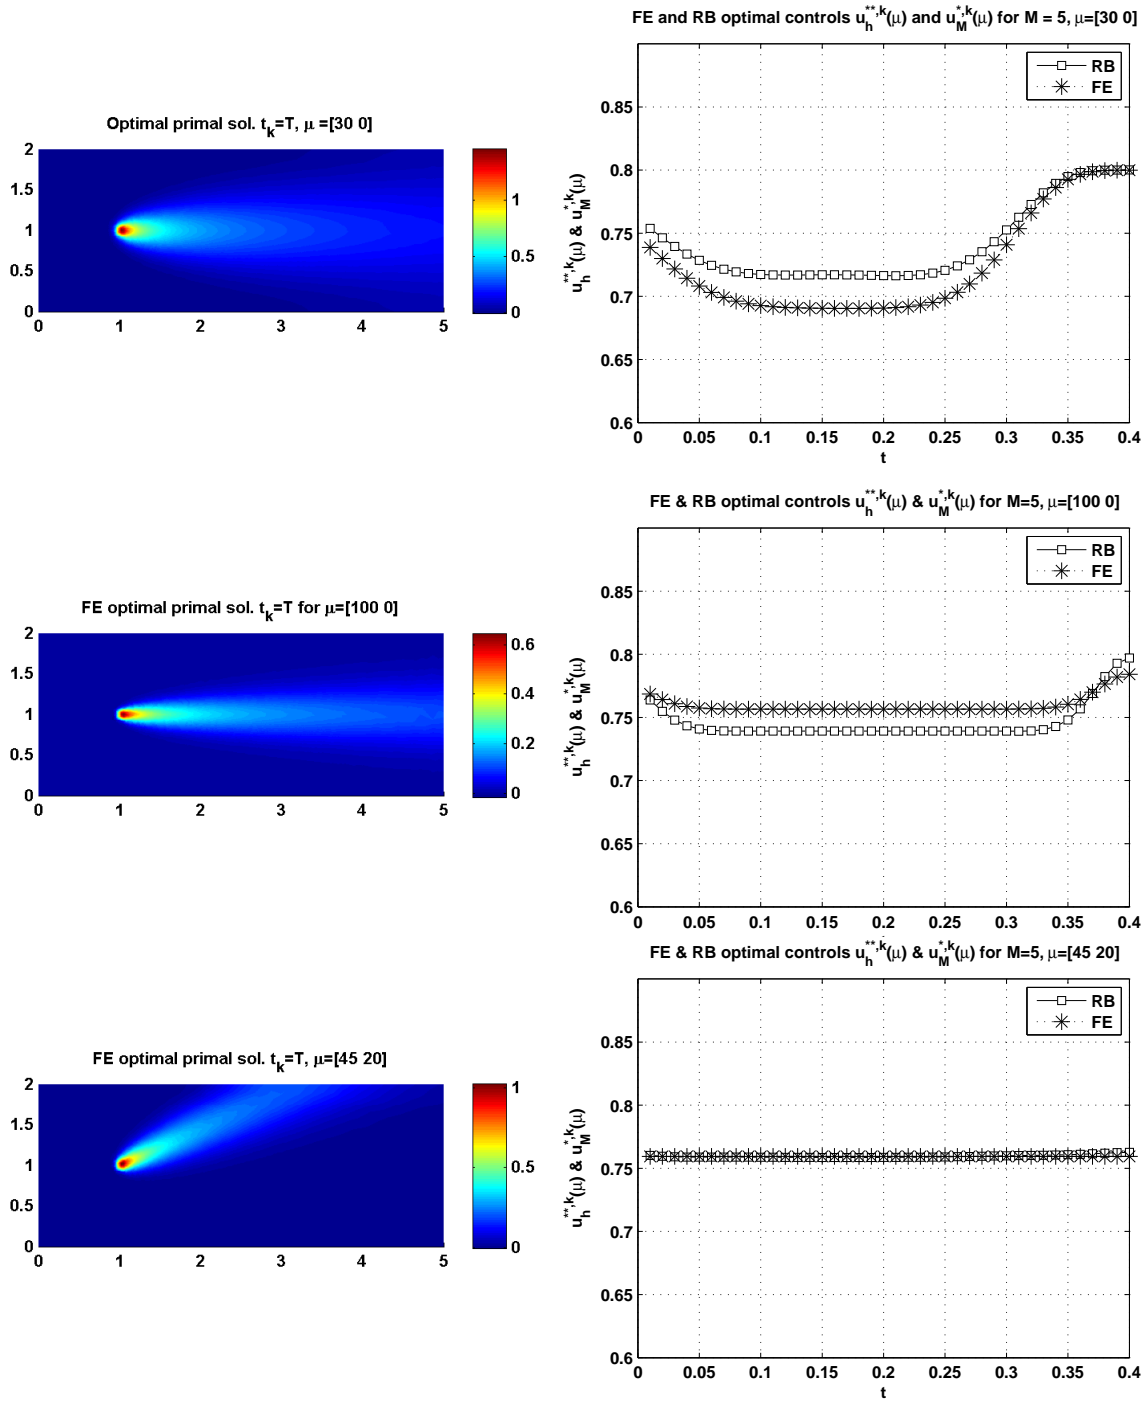 FE and RB optimal controls u_h^{**,k}(μ) and u_M^{*,k}(μ) for M = 5, μ=[30 0]
Optimal primal sol. t_k=T, μ =[30 0]
2
1.5
1
0.5
0
0 1 2 3 4 5
1
0.5
0
RB
FE
u_h^{**,k}(μ) & u_M^{*,k}(μ)
0.85
0.8
0.75
0.7
0.65
0.6
0 0.05 0.1 0.15 0.2 0.25 0.3 0.35 0.4
t
FE & RB optimal controls u_h^{**,k}(μ) & u_M^{*,k}(μ) for M=5, μ=[100 0]
FE optimal primal sol. t_k=T for μ=[100 0]
2
1.5
1
0.5
0
0 1 2 3 4 5
0.6
0.4
0.2
0
RB
FE
u_h^{**,k}(μ) & u_M^{*,k}(μ)
0.85
0.8
0.75
0.7
0.65
0.6
0 0.05 0.1 0.15 0.2 0.25 0.3 0.35 0.4
FE & RB optimal controls u_h^{**,k}(μ) & u_M^{*,k}(μ) for M=5, μ=[45 20]
FE optimal primal sol. t_k=T, μ=[45 20]
2
1.5
1
0.5
0
0 1 2 3 4 5
1
0.5
0
RB
FE
u_h^{**,k}(μ) & u_M^{*,k}(μ)
0.85
0.8
0.75
0.7
0.65
0.6
0 0.05 0.1 0.15 0.2 0.25 0.3 0.35 0.4
t